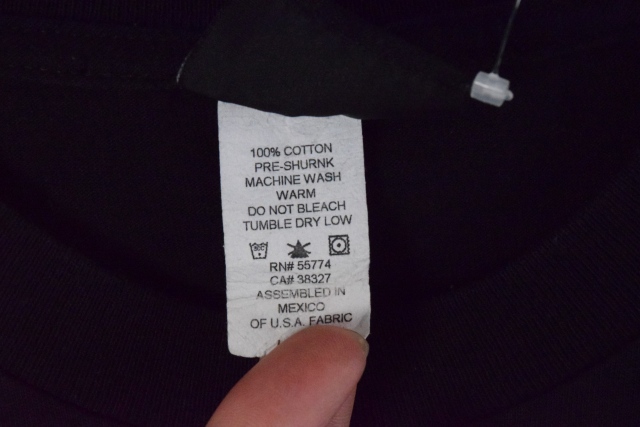 100% COTTON
PRE-SHURNK
MACHINE WASH
WARM
DO NOT BLEACH
TUMBLE DRY LOW
RN# 55774
CA# 38327
ASSEMBLED IN
MEXICO
OF U.S.A. FABRIC